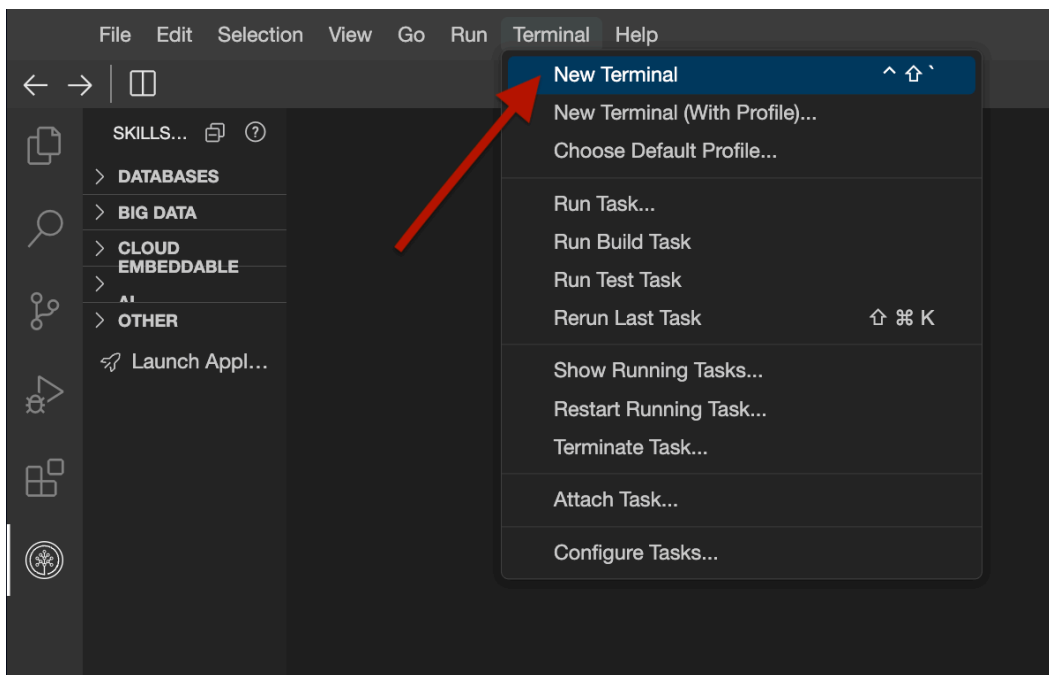 File Edit Selection View Go Run Terminal Help
SKILLS...
DATABASES
BIG DATA
CLOUD
EMBEDDABLE
AI
OTHER
Launch Appl...
New Terminal ^ ⇧ `
New Terminal (With Profile)...
Choose Default Profile...
Run Task...
Run Build Task
Run Test Task
Rerun Last Task ⇧ ⌘ K
Show Running Tasks...
Restart Running Task...
Terminate Task...
Attach Task...
Configure Tasks...